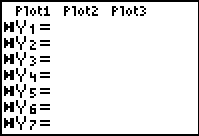 Plot1 Plot2 Plot3
Y1=
Y2=
Y3=
Y4=
Y5=
Y6=
Y7=